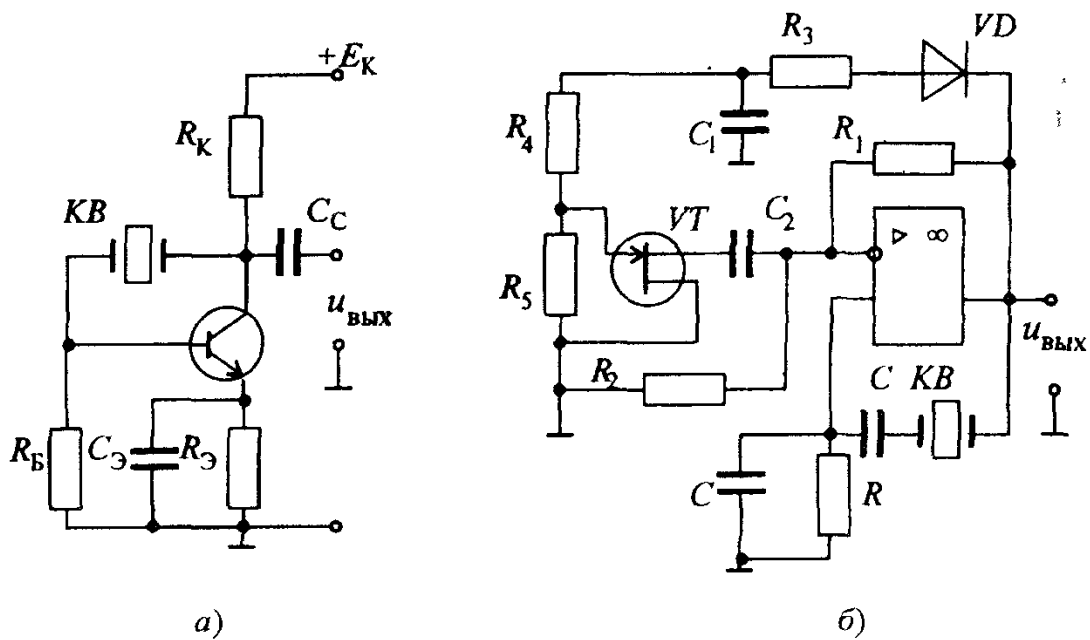 +E_К
R_К
KB
C_С
u_вых
R_Б
C_Э
R_Э
а)
R_3
VD
R_4
C_1
R_1
VT
C_2
▷ ∞
R_5
u_вых
R_2
C
KB
C
R
б)